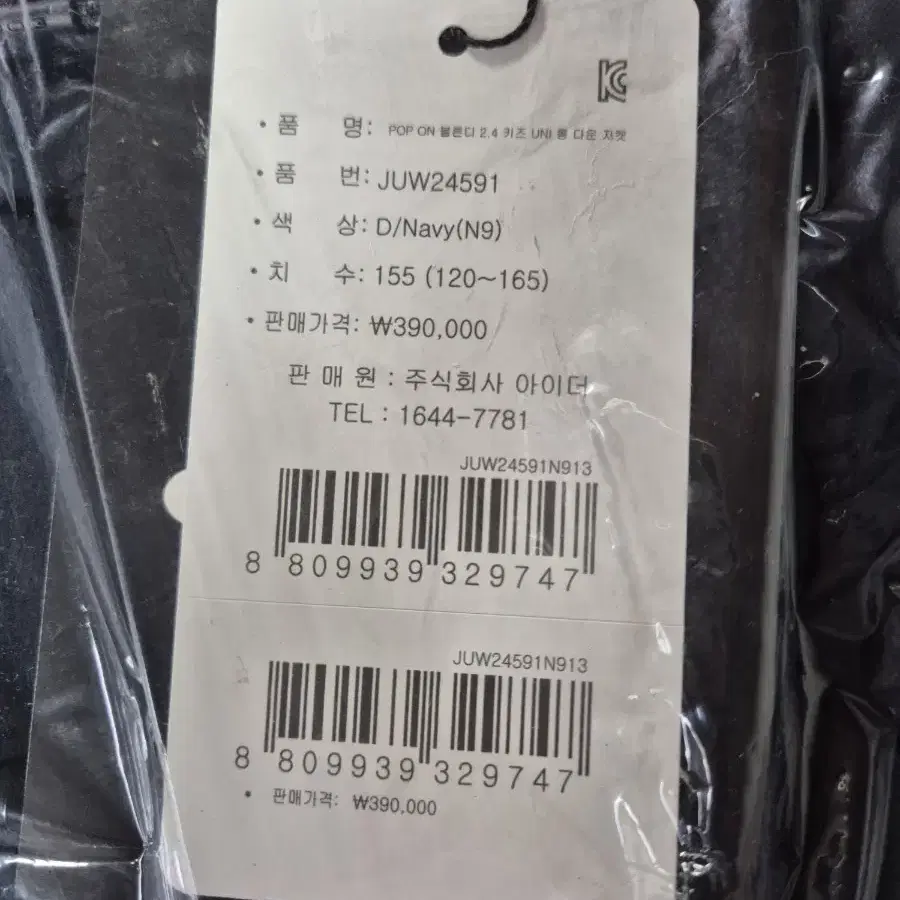 KC
• 품 명: POP ON 볼륜디 2.4 키즈 UNI 롱 다운 자켓
• 품 번: JUW24591
• 색 상: D/Navy(N9)
• 치 수: 155 (120~165)
• 판매가격: ₩390,000
판 매 원 : 주식회사 아이더
TEL : 1644-7781
JUW24591N913
8 809939 329747
JUW24591N913
8 809939 329747
• 판매가격: ₩390,000